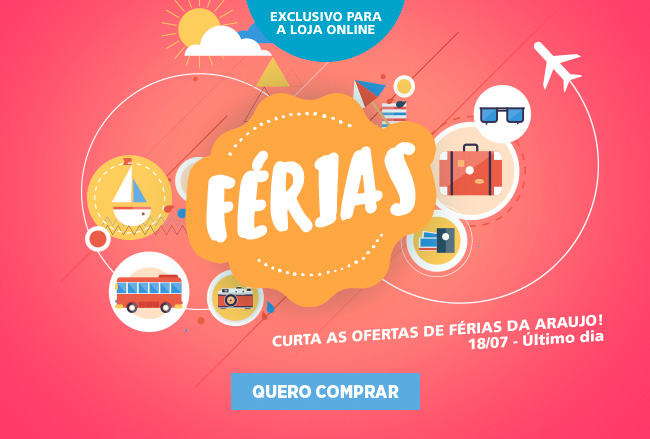 EXCLUSIVO PARA
A LOJA ONLINE
FÉRIAS
CURTA AS OFERTAS DE FÉRIAS DA ARAUJO!
18/07 - Último dia
QUERO COMPRAR